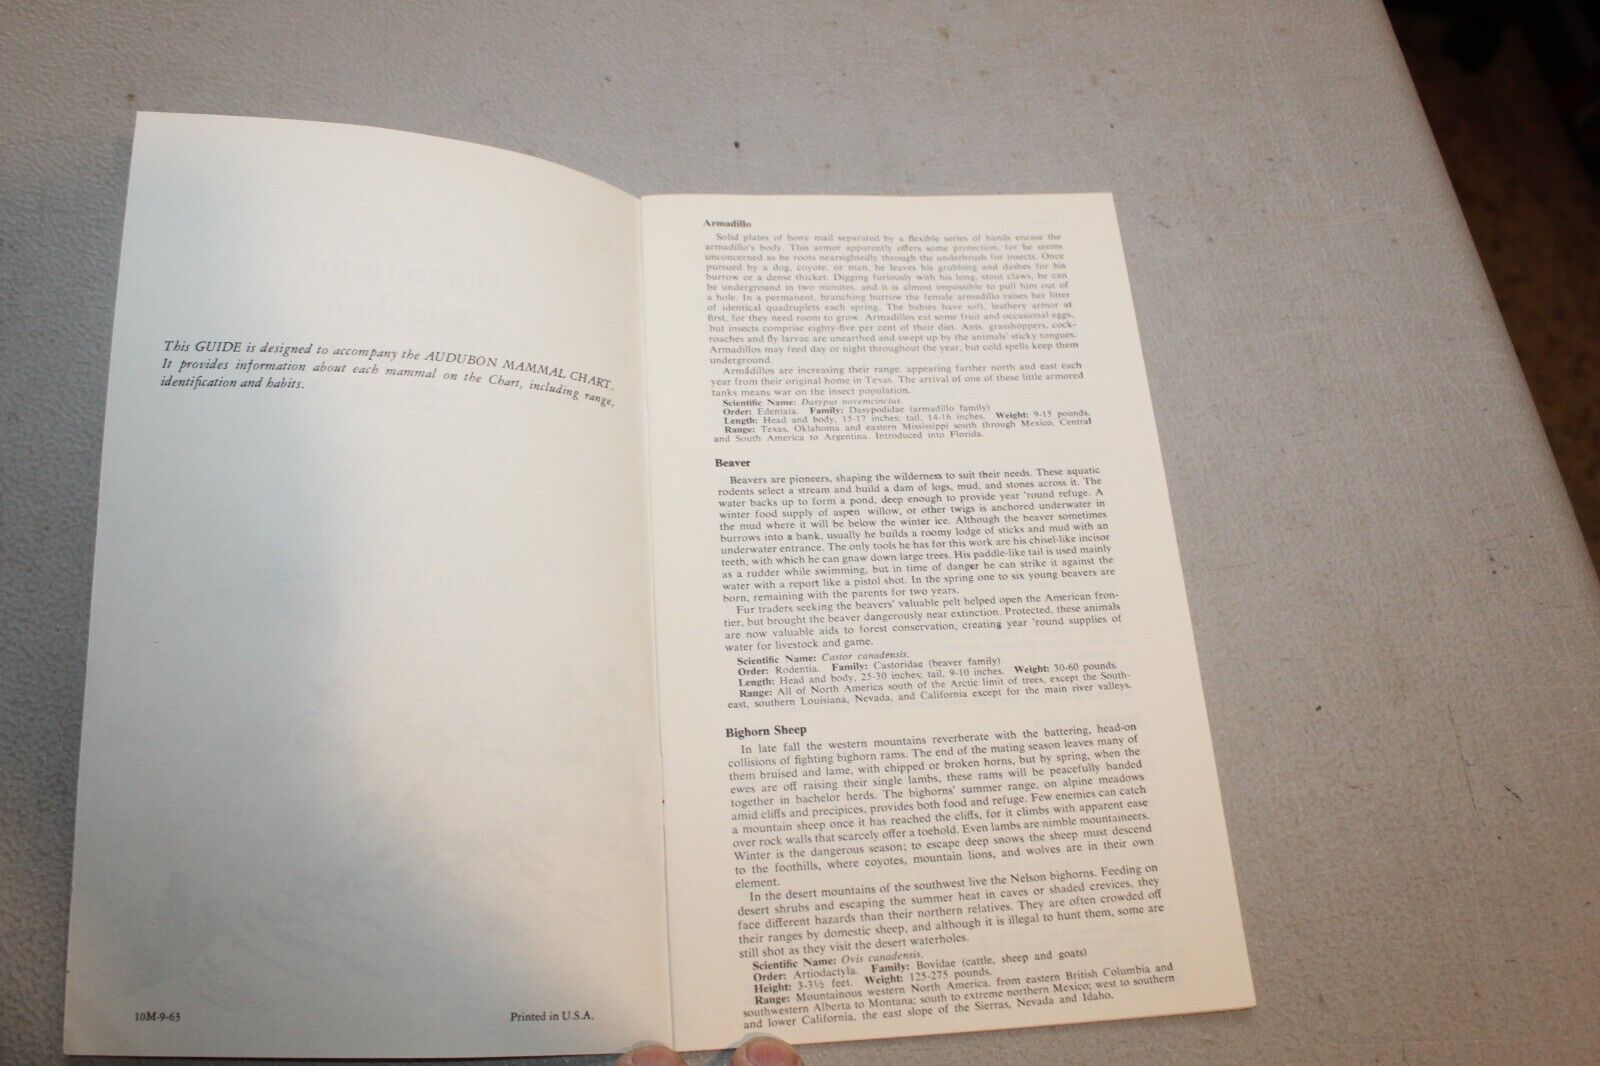 This GUIDE is designed to accompany the AUDUBON MAMMAL CHART.
It provides information about each mammal on the Chart, including range,
identification and habits.
10M-9-63
Printed in U.S.A.
Armadillo
Solid plates of bony mail separated by a flexible series of bands encase the
armadillo's body. This armor apparently offers some protection, for he seems
unconcerned as he roots nearsightedly through the underbrush for insects. Once
pursued by a dog, coyote, or man, he leaves his grubbing and dashes for his
burrow or a dense thicket. Digging furiously with his long, stout claws, he can
be underground in two minutes, and it is almost impossible to pull him out of
a hole. In a permanent, branching burrow the female armadillo raises her litter
of identical quadruplets each spring. The babies have soft, leathery armor at
first, for they need room to grow. Armadillos eat some fruit and occasional eggs,
but insects comprise eighty-five per cent of their diet. Ants, grasshoppers, cock-
roaches and fly larvae are unearthed and swept up by the animals' sticky tongues.
Armadillos may feed day or night throughout the year, but cold spells keep them
underground.
Armadillos are increasing their range, appearing farther north and east each
year from their original home in Texas. The arrival of one of these little armored
tanks means war on the insect population.
Scientific Name: Dasypus novemcinctus.
Order: Edentata. Family: Dasypodidae (armadillo family)
Length: Head and body, 15-17 inches; tail, 14-16 inches. Weight: 9-15 pounds.
Range: Texas, Oklahoma and eastern Mississippi south through Mexico, Central
and South America to Argentina. Introduced into Florida.
Beaver
Beavers are pioneers, shaping the wilderness to suit their needs. These aquatic
rodents select a stream and build a dam of logs, mud, and stones across it. The
water backs up to form a pond, deep enough to provide year 'round refuge. A
winter food supply of aspen willow, or other twigs is anchored underwater in
the mud where it will be below the winter ice. Although the beaver sometimes
burrows into a bank, usually he builds a roomy lodge of sticks and mud with an
underwater entrance. The only tools he has for this work are his chisel-like incisor
teeth, with which he can gnaw down large trees. His paddle-like tail is used mainly
as a rudder while swimming, but in time of danger he can strike it against the
water with a report like a pistol shot. In the spring one to six young beavers are
born, remaining with the parents for two years.
Fur traders seeking the beavers' valuable pelt helped open the American fron-
tier, but brought the beaver dangerously near extinction. Protected, these animals
are now valuable aids to forest conservation, creating year 'round supplies of
water for livestock and game.
Scientific Name: Castor canadensis.
Order: Rodentia. Family: Castoridae (beaver family)
Length: Head and body, 25-30 inches; tail, 9-10 inches. Weight: 30-60 pounds.
Range: All of North America south of the Arctic limit of trees, except the South-
east, southern Louisiana, Nevada, and California except for the main river valleys.
Bighorn Sheep
In late fall the western mountains reverberate with the battering, head-on
collisions of fighting bighorn rams. The end of the mating season leaves many of
them bruised and lame, with chipped or broken horns, but by spring, when the
ewes are off raising their single lambs, these rams will be peacefully banded
together in bachelor herds. The bighorns' summer range, on alpine meadows
amid cliffs and precipices, provides both food and refuge. Few enemies can catch
a mountain sheep once it has reached the cliffs, for it climbs with apparent ease
over rock walls that scarcely offer a toehold. Even lambs are nimble mountaineers.
Winter is the dangerous season; to escape deep snows the sheep must descend
to the foothills, where coyotes, mountain lions, and wolves are in their own
element.
In the desert mountains of the southwest live the Nelson bighorns. Feeding on
desert shrubs and escaping the summer heat in caves or shaded crevices, they
face different hazards than their northern relatives. They are often crowded off
their ranges by domestic sheep, and although it is illegal to hunt them, some are
still shot as they visit the desert waterholes.
Scientific Name: Ovis canadensis.
Order: Artiodactyla. Family: Bovidae (cattle, sheep and goats)
Height: 3-3½ feet. Weight: 125-275 pounds.
Range: Mountainous western North America, from eastern British Columbia and
southwestern Alberto to Montana; south to extreme northern Mexico; west to southern
and lower California, the east slope of the Sierras, Nevada and Idaho.